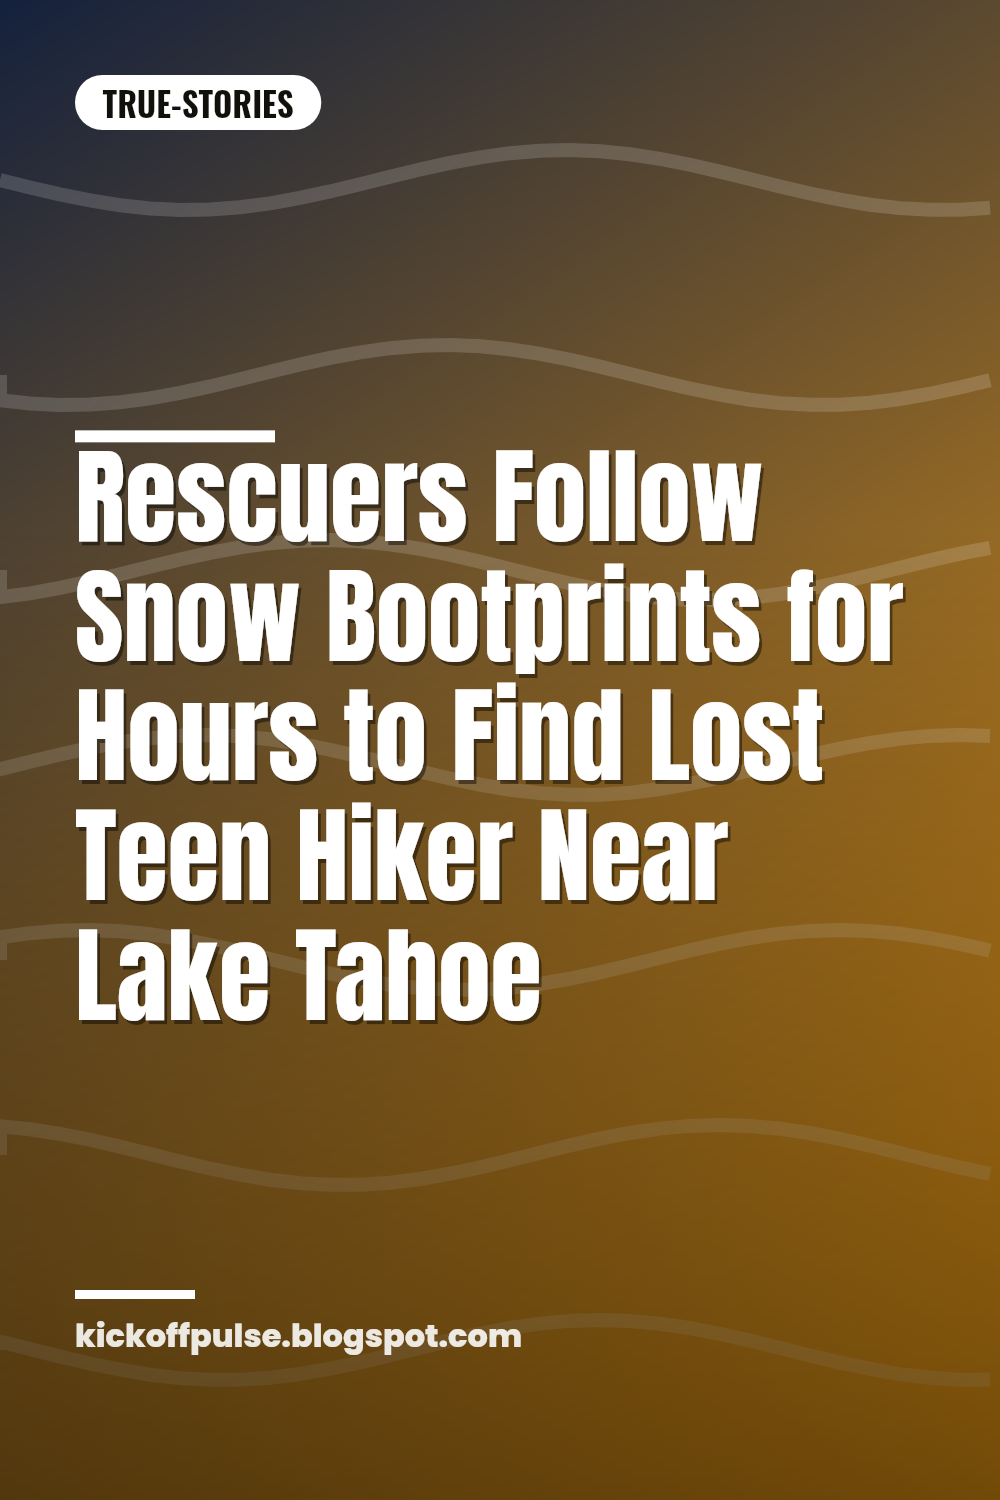 TRUE-STORIES
Rescuers Follow
Snow Bootprints for
Hours to Find Lost
Teen Hiker Near
Lake Tahoe
kickoffpulse.blogspot.com